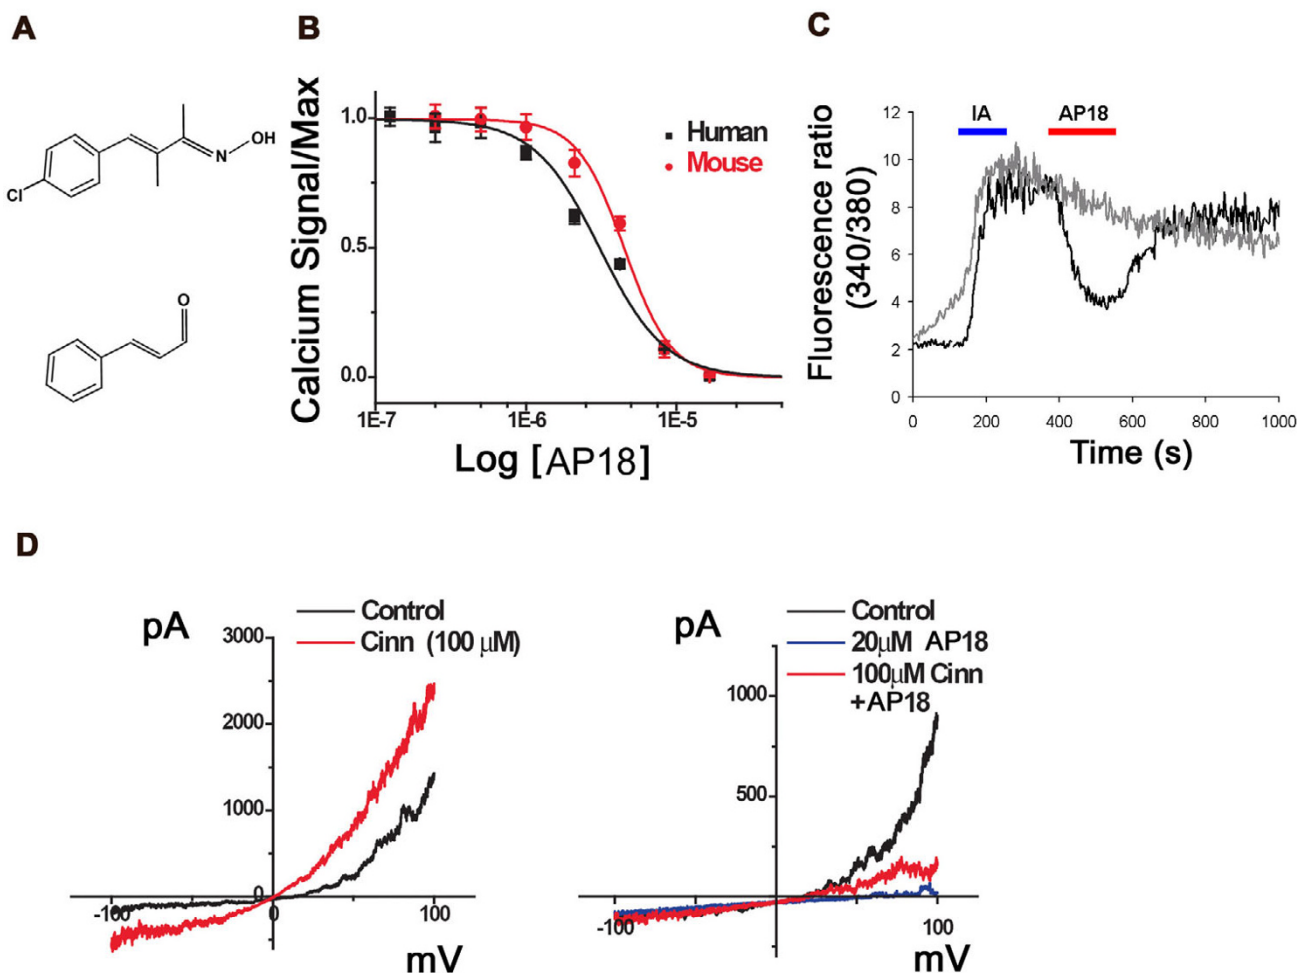 A
Cl
N
OH
O
B
Calcium Signal/Max
1.0
0.5
0.0
Human
Mouse
1E-7
1E-6
1E-5
Log [AP18]
C
IA
AP18
Fluorescence ratio
(340/380)
12
10
8
6
4
2
0
0
200
400
600
800
1000
Time (s)
D
pA
Control
Cinn (100 µM)
3000
2000
1000
0
-100
0
100
mV
pA
Control
20µM AP18
100µM Cinn
+AP18
1000
500
-100
100
mV